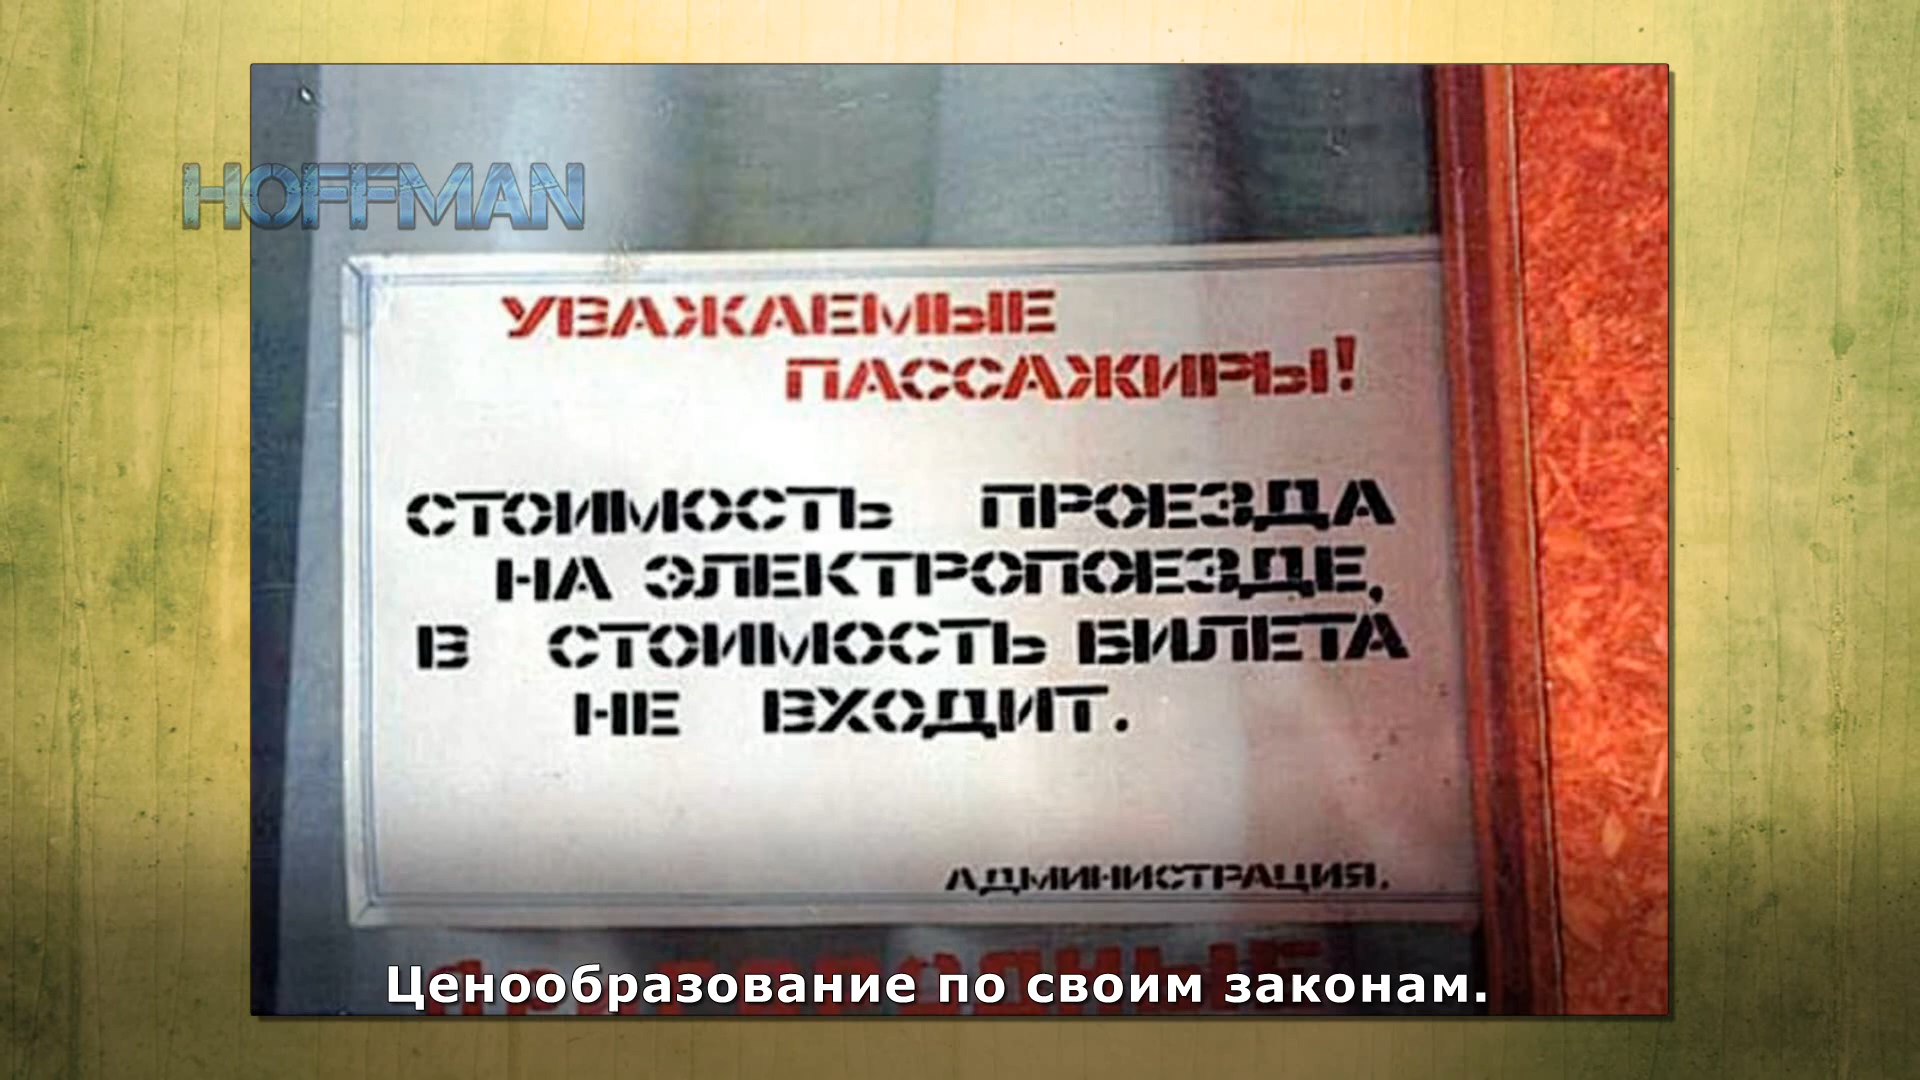 HOFFMAN
УВАЖАЕМЫЕ
ПАССАЖИРЫ!
СТОИМОСТЬ ПРОЕЗДА
НА ЭЛЕКТРОПОЕЗДЕ,
В СТОИМОСТЬ БИЛЕТА
НЕ ВХОДИТ.
АДМИНИСТРАЦИЯ.
Ценообразование по своим законам.